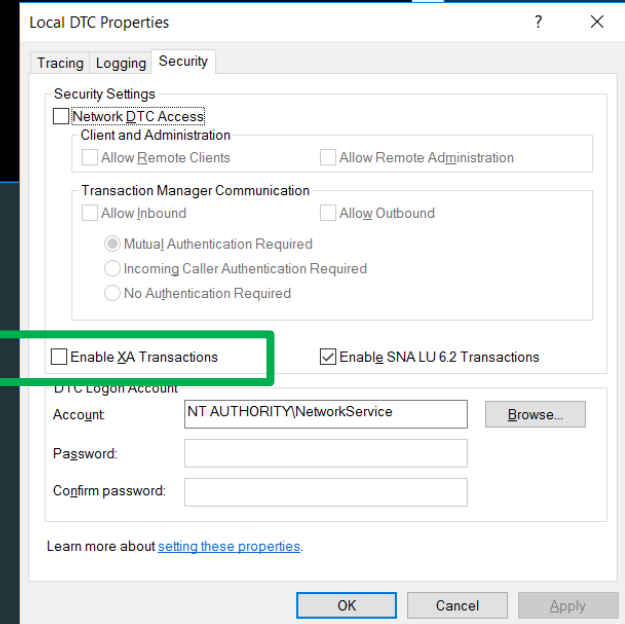 Local DTC Properties ? ×
Tracing Logging Security
Security Settings
Network DTC Access
Client and Administration
Allow Remote Clients Allow Remote Administration
Transaction Manager Communication
Allow Inbound Allow Outbound
Mutual Authentication Required
Incoming Caller Authentication Required
No Authentication Required
Enable XA Transactions Enable SNA LU 6.2 Transactions
DTC Logon Account
Account: NT AUTHORITY\NetworkService Browse...
Password:
Confirm password:
Learn more about setting these properties.
OK Cancel Apply